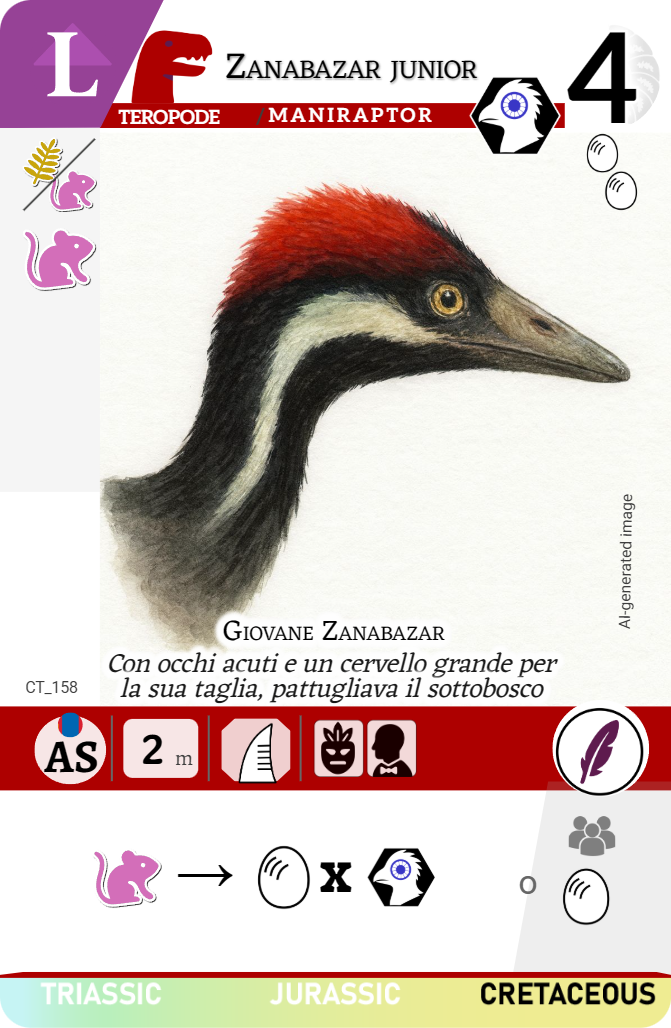 L
ZANABAZAR JUNIOR
4
TEROPODE
/MANIRAPTOR
AI-generated image
GIOVANE ZANABAZAR
Con occhi acuti e un cervello grande per
la sua taglia, pattugliava il sottobosco
CT_158
AS
2 m
x
o
TRIASSIC
JURASSIC
CRETACEOUS